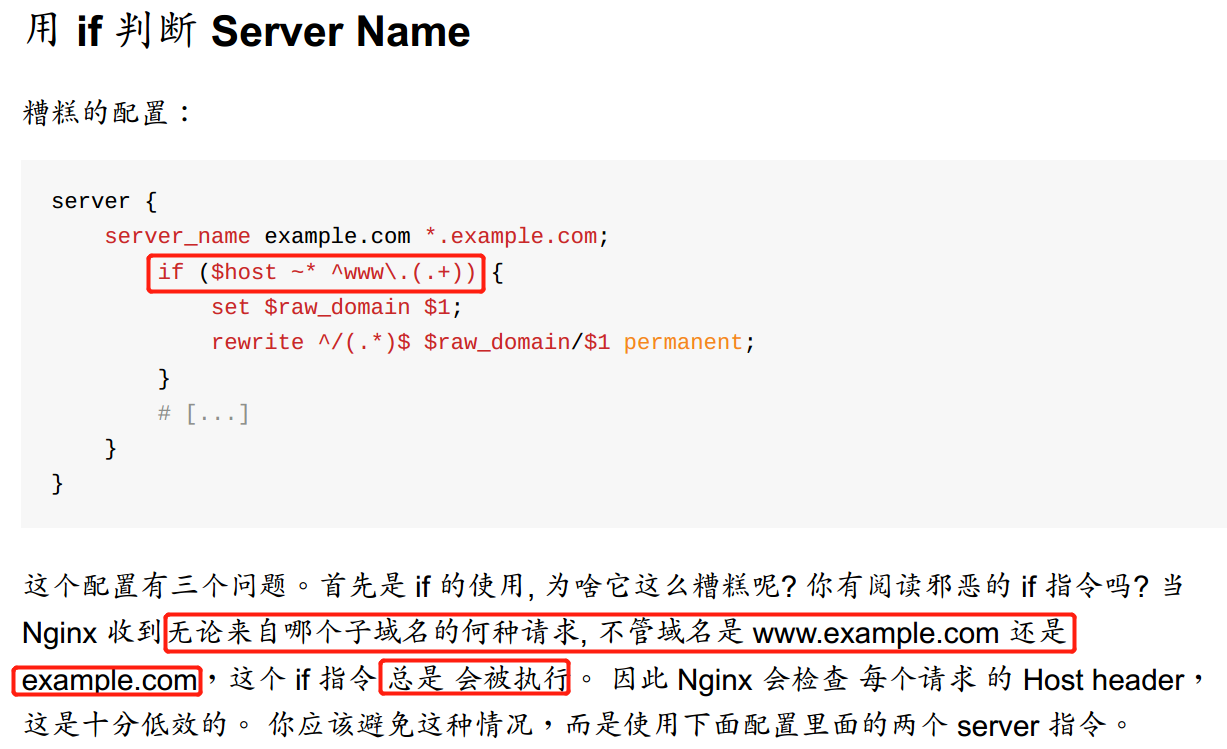 用 if 判断 Server Name
糟糕的配置：
server {
server_name example.com *.example.com;
if ($host ~* ^www\.(.+)) {
set $raw_domain $1;
rewrite ^/(.*)$ $raw_domain/$1 permanent;
}
# [...]
}
}
这个配置有三个问题。首先是 if 的使用, 为啥它这么糟糕呢? 你有阅读邪恶的 if 指令吗? 当
Nginx 收到无论来自哪个子域名的何种请求, 不管域名是 www.example.com 还是
example.com，这个 if 指令 总是 会被执行。 因此 Nginx 会检查 每个请求 的 Host header，
这是十分低效的。 你应该避免这种情况，而是使用下面配置里面的两个 server 指令。